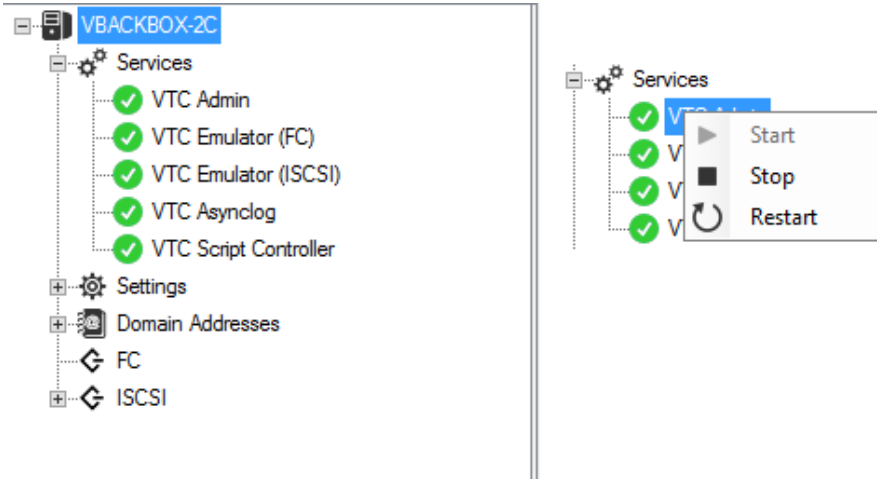 VBACKBOX-2C
Services
VTC Admin
VTC Emulator (FC)
VTC Emulator (ISCSI)
VTC Asynclog
VTC Script Controller
Settings
Domain Addresses
FC
ISCSI
Services
Start
Stop
Restart